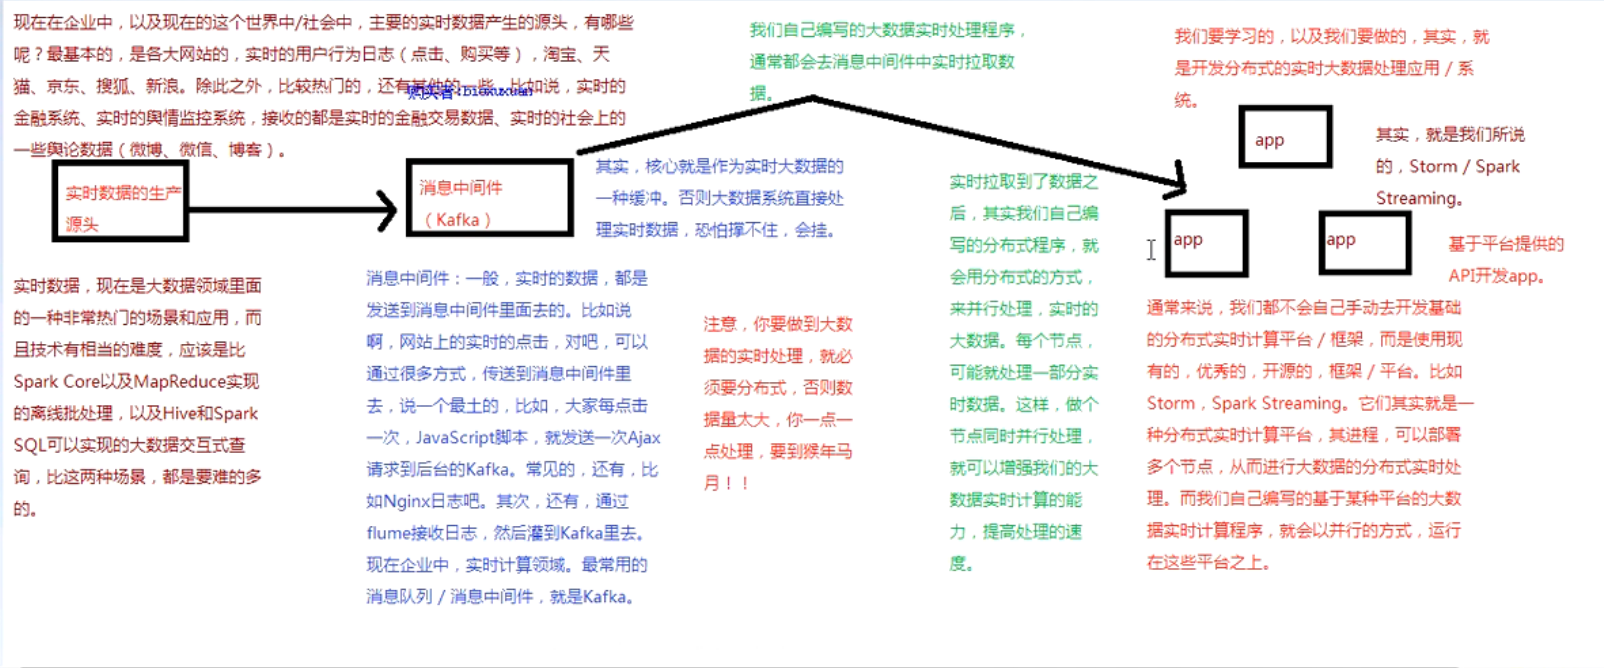 现在在企业中，以及现在的这个世界中/社会中，主要的实时数据产生的源头，有哪些
呢？最基本的，是各大网站的，实时的用户行为日志（点击、购买等），淘宝、天
猫、京东、搜狐、新浪。除此之外，比较热门的，还有其他的一些，比如说，实时的
金融系统、实时的舆情监控系统，接收的都是实时的金融交易数据、实时的社会上的
一些舆论数据（微博、微信、博客）。
实时数据的生产
源头
实时数据，现在是大数据领域里面
的一种非常热门的场景和应用，而
且技术有相当的难度，应该是比
Spark Core以及MapReduce实现
的离线批处理，以及Hive和Spark
SQL可以实现的大数据交互式查
询，比这两种场景，都是要难的多
的。
消息中间件
（Kafka）
其实，核心就是作为实时大数据的
一种缓冲。否则大数据系统直接处
理实时数据，恐怕撑不住，会挂。
消息中间件：一般，实时的数据，都是
发送到消息中间件里面去的。比如说
啊，网站上的实时的点击，对吧，可以
通过很多方式，传送到消息中间件里
去，说一个最土的，比如，大家每点击
一次，JavaScript脚本，就发送一次Ajax
请求到后台的Kafka。常见的，还有，比
如Nginx日志吧。其次，还有，通过
flume接收日志，然后灌到Kafka里去。
现在企业中，实时计算领域。最常用的
消息队列 / 消息中间件，就是Kafka。
注意，你要做到大数
据的实时处理，就必
须要分布式，否则数
据量太大，你一点一
点处理，要到猴年马
月！！
我们自己编写的大数据实时处理程序，
通常都会去消息中间件中实时拉取数
据。
实时拉取到了数据之
后，其实我们自己编
写的分布式程序，就
会用分布式的方式，
来并行处理，实时的
大数据。每个节点，
可能就处理一部分实
时数据。这样，做个
节点同时并行处理，
就可以增强我们的大
数据实时计算的能
力，提高处理的速
度。
我们要学习的，以及我们要做的，其实，就
是开发分布式的实时大数据处理应用 / 系
统。
app
其实，就是我们所说
的，Storm / Spark
Streaming。
app
app
基于平台提供的
API开发app。
通常来说，我们都不会自己手动去开发基础
的分布式实时计算平台 / 框架，而是使用现
有的，优秀的，开源的，框架 / 平台。比如
Storm，Spark Streaming。它们其实就是一
种分布式实时计算平台，其进程，可以部署
多个节点，从而进行大数据的分布式实时处
理。而我们自己编写的基于某种平台的大数
据实时计算程序，就会以并行的方式，运行
在这些平台之上。